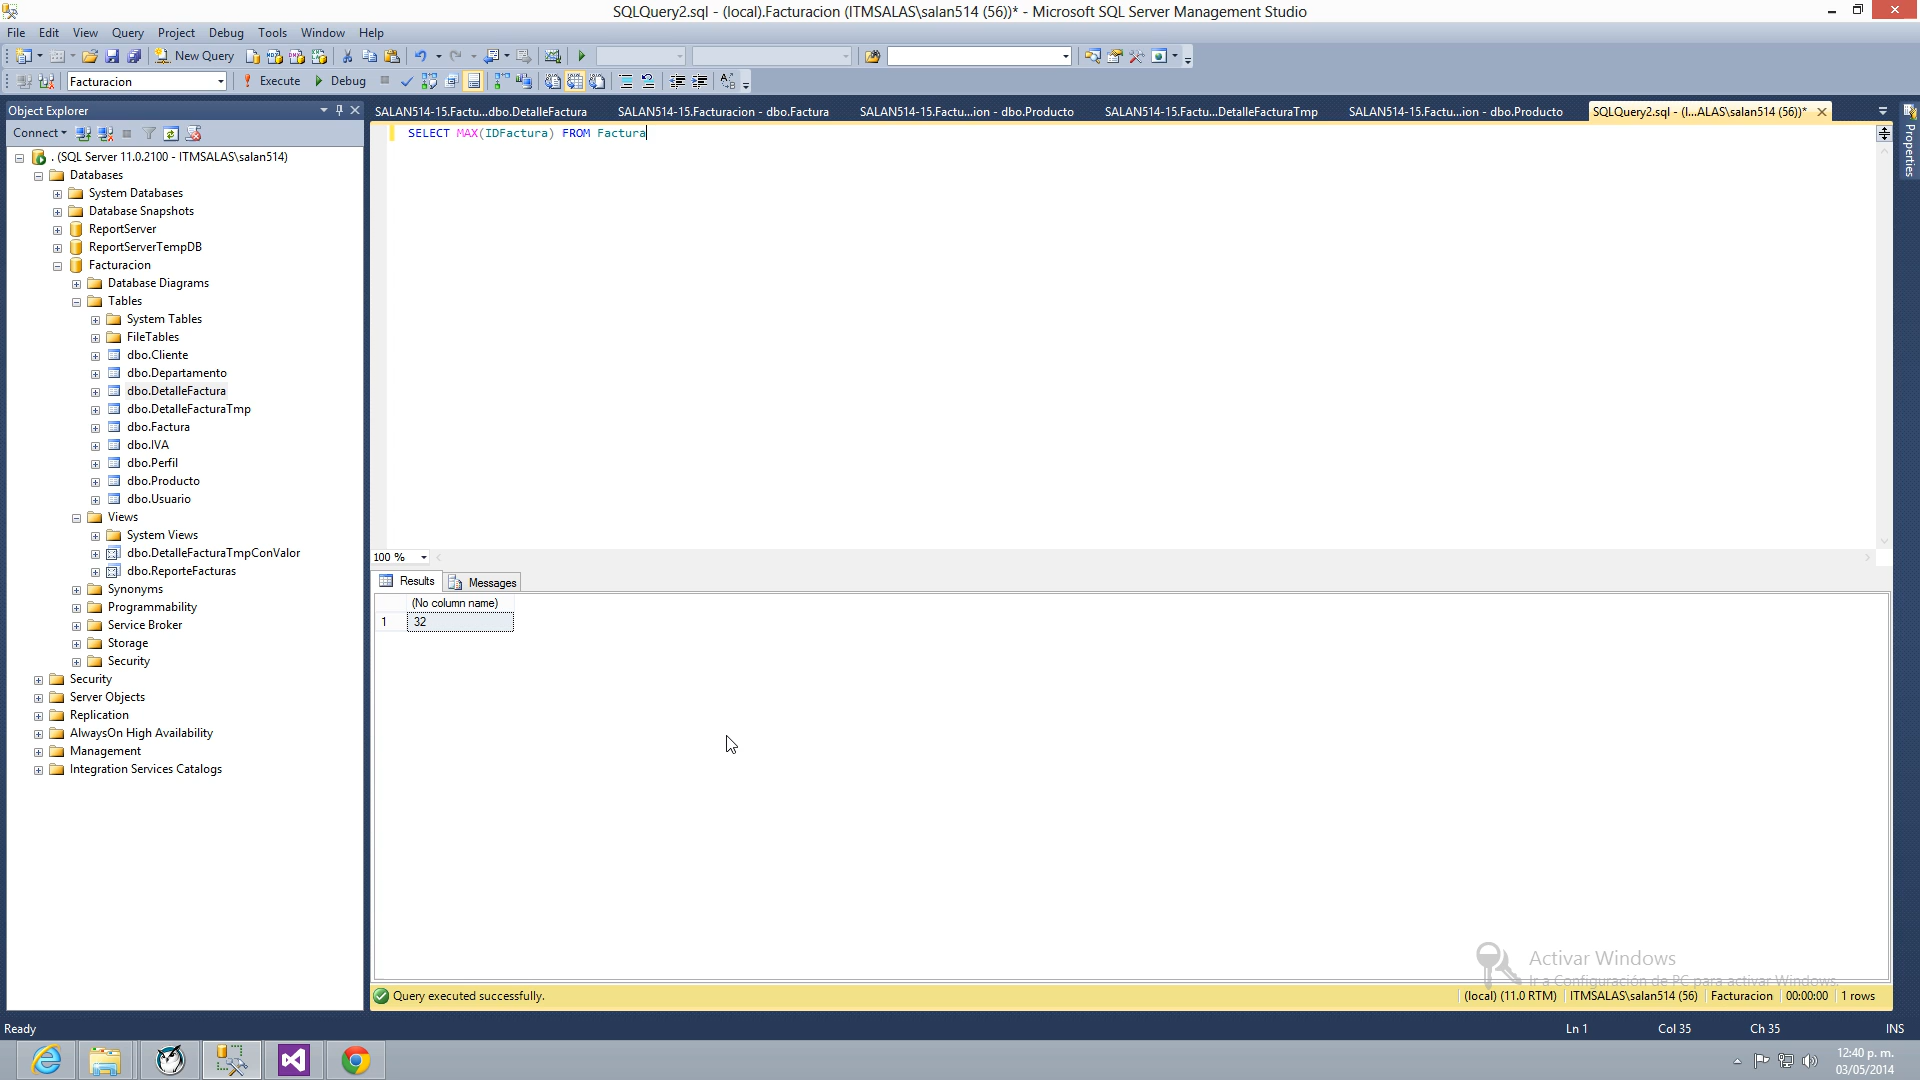 SQLQuery2.sql - (local).Facturacion (ITMSALAS\salan514 (56))* - Microsoft SQL Server Management Studio
File Edit View Query Project Debug Tools Window Help
New Query
Facturacion Execute Debug
Object Explorer
SALAN514-15.Factu...dbo.DetalleFactura SALAN514-15.Facturacion - dbo.Factura SALAN514-15.Factu...ion - dbo.Producto SALAN514-15.Factu...DetalleFacturaTmp SALAN514-15.Factu...ion - dbo.Producto SQLQuery2.sql - (l...ALAS\salan514 (56))*
Connect
Properties
SELECT MAX(IDFactura) FROM Factura
. (SQL Server 11.0.2100 - ITMSALAS\salan514)
Databases
System Databases
Database Snapshots
ReportServer
ReportServerTempDB
Facturacion
Database Diagrams
Tables
System Tables
FileTables
dbo.Cliente
dbo.Departamento
dbo.DetalleFactura
dbo.DetalleFacturaTmp
dbo.Factura
dbo.IVA
dbo.Perfil
dbo.Producto
dbo.Usuario
Views
System Views
dbo.DetalleFacturaTmpConValor
dbo.ReporteFacturas
Synonyms
Programmability
Service Broker
Storage
Security
Security
Server Objects
Replication
AlwaysOn High Availability
Management
Integration Services Catalogs
100 %
Results Messages
(No column name)
1 32
Activar Windows
Ir a Configuración de PC para activar Windows.
Query executed successfully.
(local) (11.0 RTM) ITMSALAS\salan514 (56) Facturacion 00:00:00 1 rows
Ready Ln 1 Col 35 Ch 35 INS
12:40 p. m.
03/05/2014